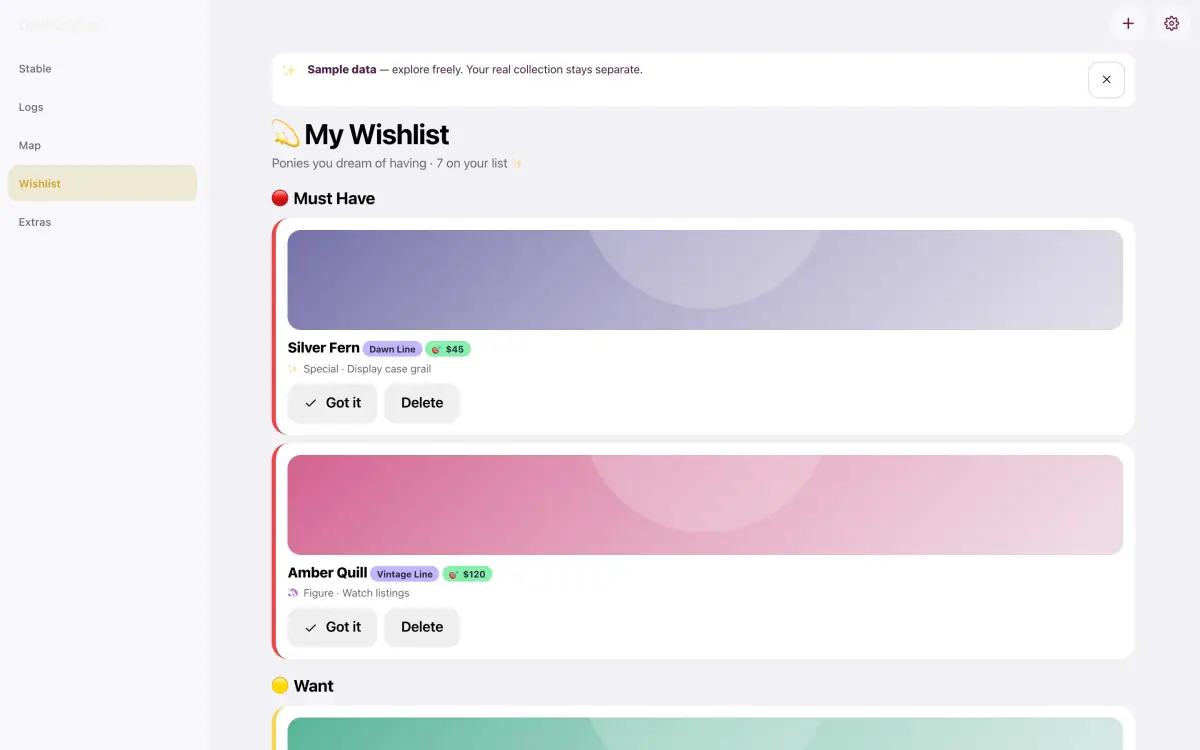 Stable
Logs
Map
Wishlist
Extras
✨ Sample data — explore freely. Your real collection stays separate.
💫 My Wishlist
Ponies you dream of having · 7 on your list ✨
🔴 Must Have
Silver Fern Dawn Line 🎯 $45
✨ Special · Display case grail
✓ Got it Delete
Amber Quill Vintage Line 🎯 $120
🦄 Figure · Watch listings
✓ Got it Delete
🟡 Want